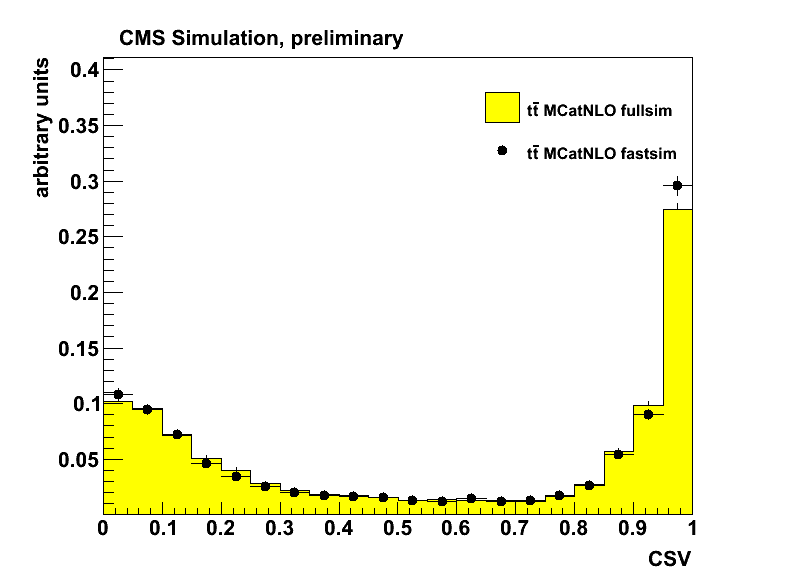 CMS Simulation, preliminary
arbitrary units
0.4
0.35
0.3
0.25
0.2
0.15
0.1
0.05
tt̄ MCatNLO fullsim
tt̄ MCatNLO fastsim
0 0.1 0.2 0.3 0.4 0.5 0.6 0.7 0.8 0.9 1
CSV